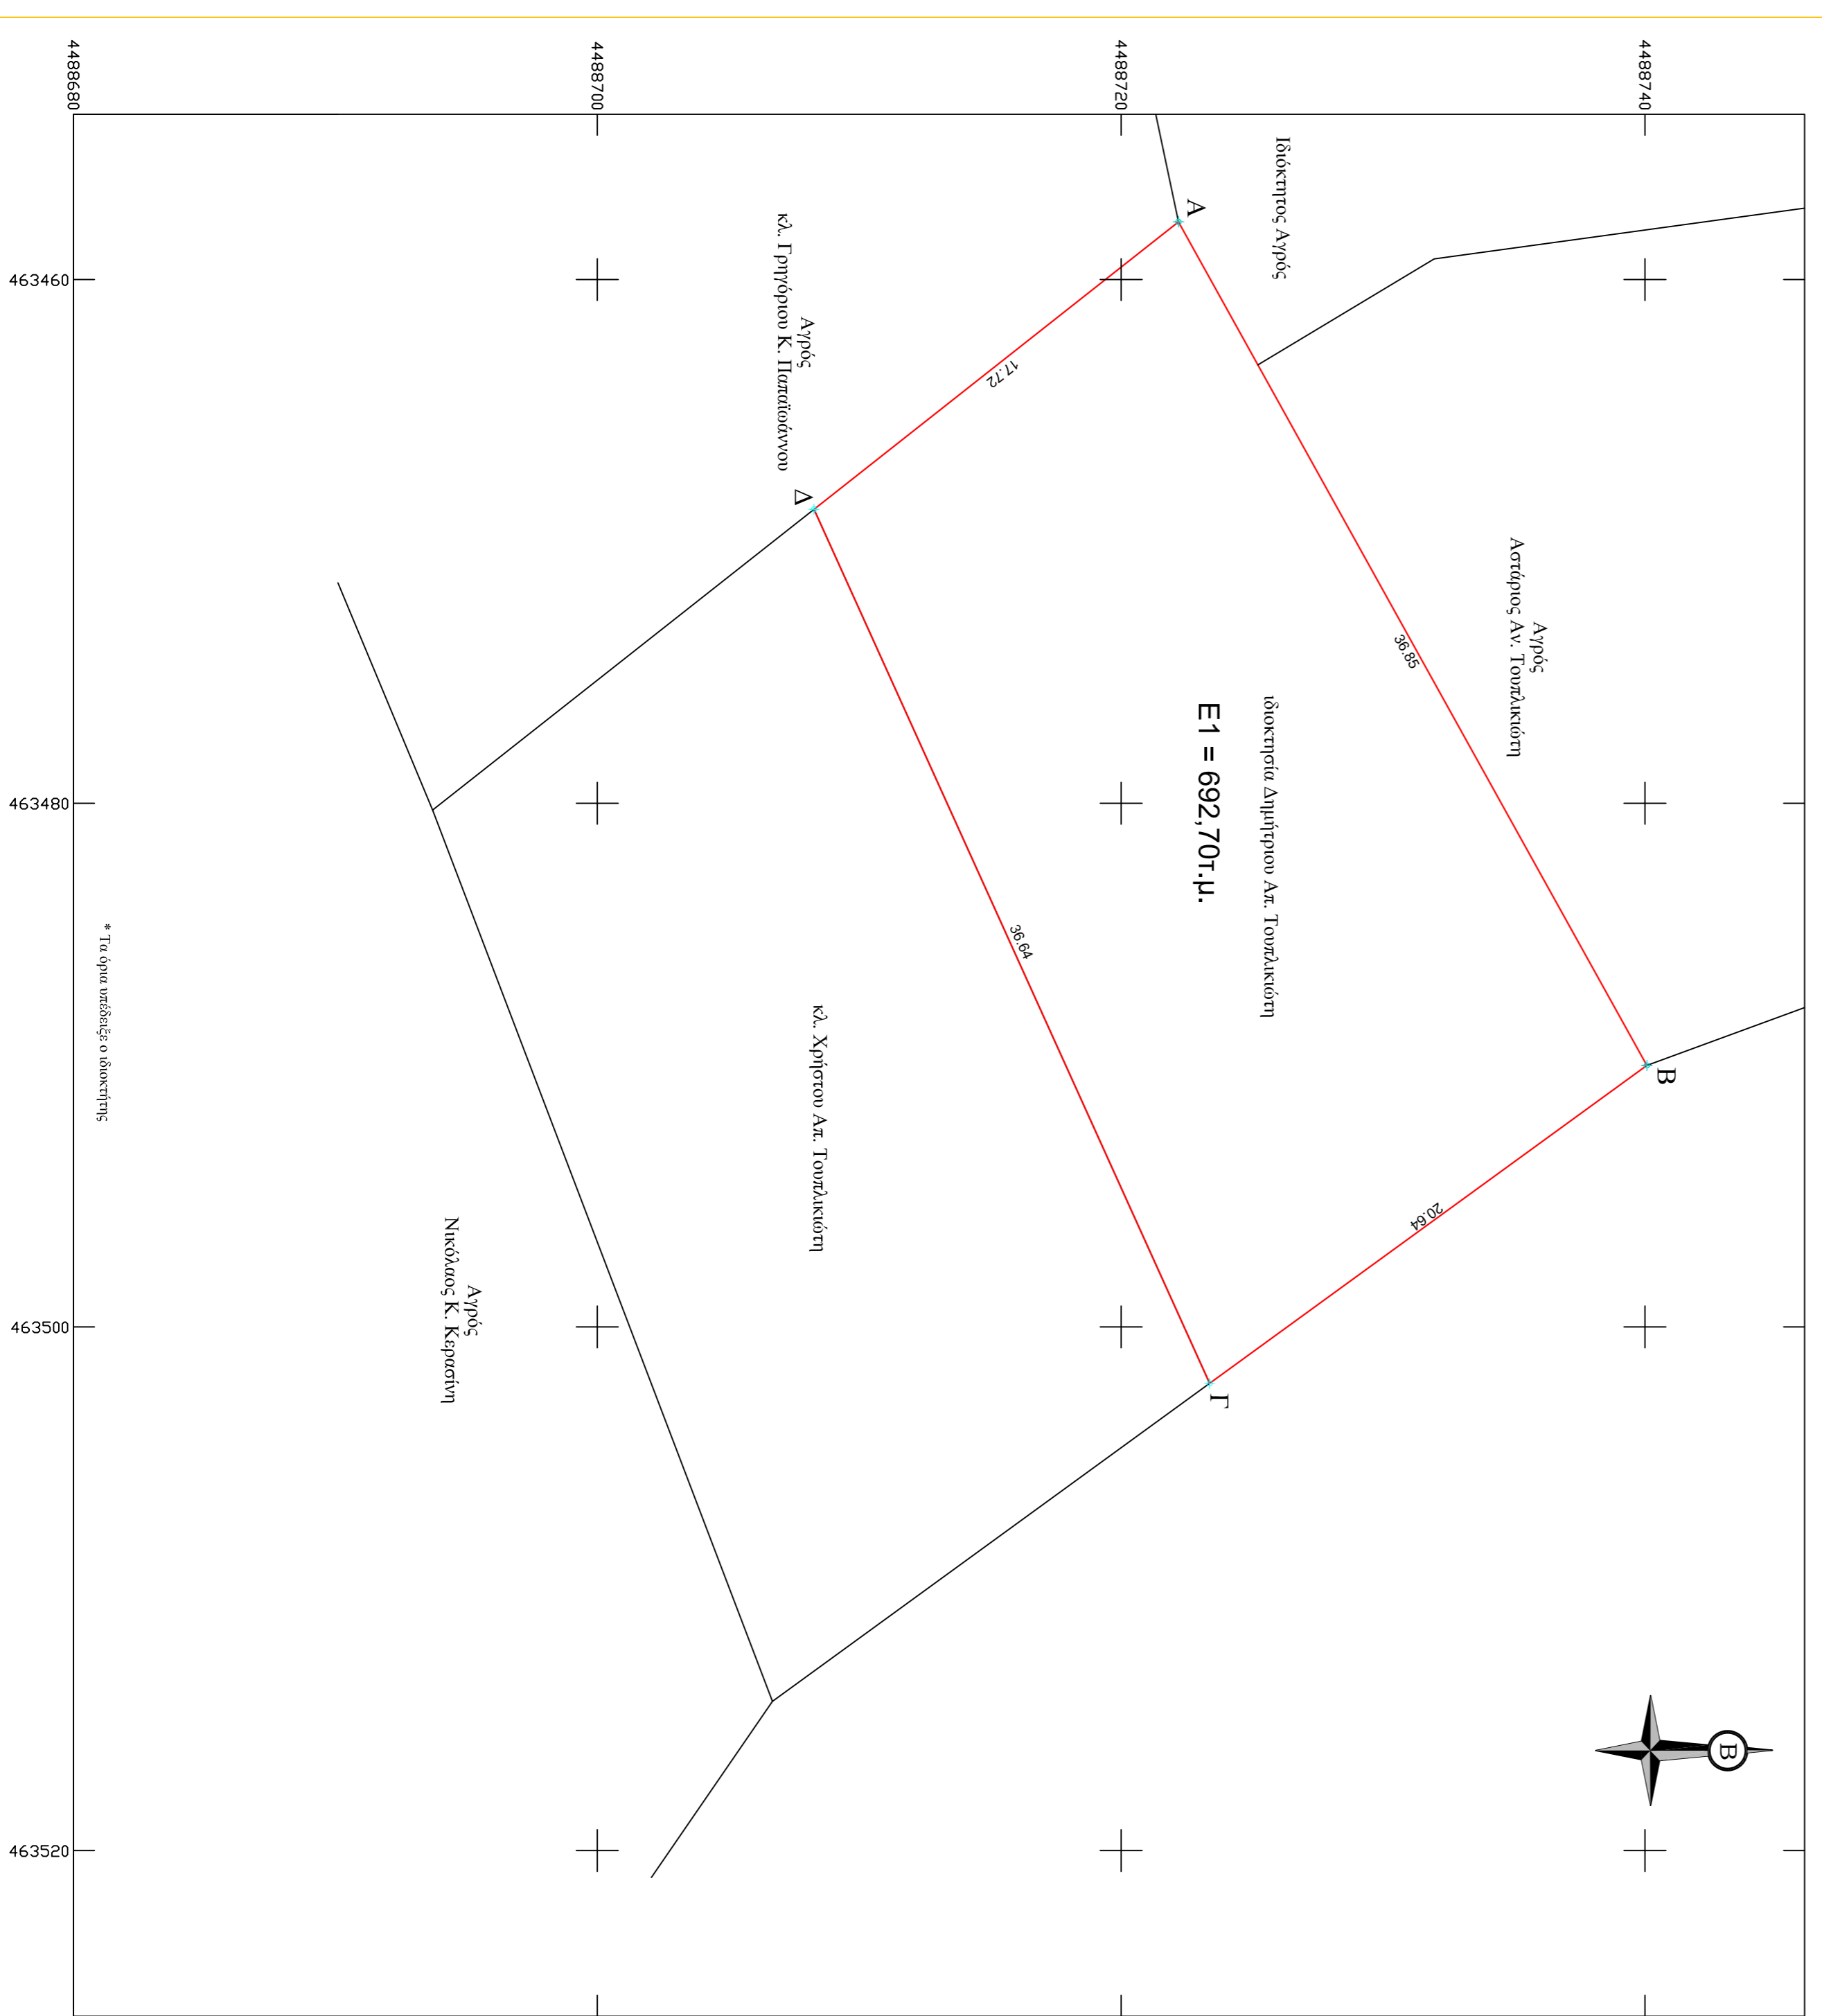 4488680
4488700
4488720
4488740
463460
463480
463500
463520
Ιδιόκτητος Αγρός
Α
Αγρός
κλ. Γρηγόριου Κ. Παπαϊωάννου
17.72
Δ
Αγρός
Αστάριος Αν. Τουπλικιώτη
36.85
ιδιοκτησία Δημήτριου Απ. Τουπλικιώτη
Ε1 = 692,70τ.μ.
36.64
Β
20.64
Γ
κλ. Χρήστου Απ. Τουπλικιώτη
Αγρός
Νικόλαος Κ. Κερασίνη
* Τα όρια υπέδειξε ο ιδιοκτήτης
Β